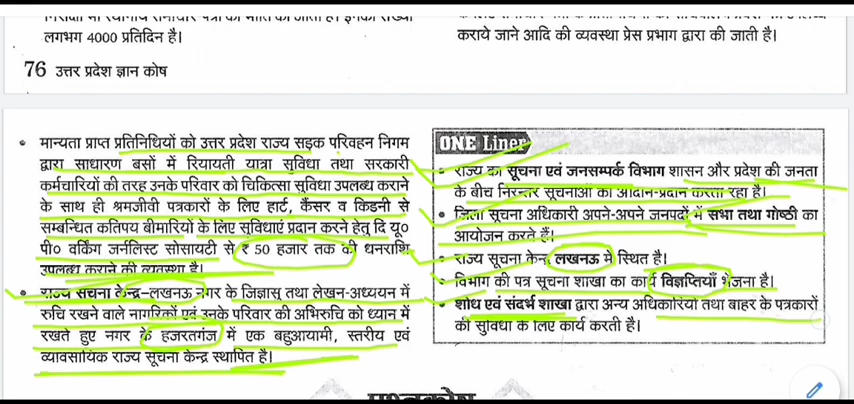 लगभग 4000 प्रतिदिन है।
कराये जाने आदि की व्यवस्था प्रेस प्रभाग द्वारा की जाती है।
76 उत्तर प्रदेश ज्ञान कोष
• मान्यता प्राप्त प्रतिनिधियों को उत्तर प्रदेश राज्य सड़क परिवहन निगम
द्वारा साधारण बसों में रियायती यात्रा सुविधा तथा सरकारी
कर्मचारियों की तरह उनके परिवार को चिकित्सा सुविधा उपलब्ध कराने
के साथ ही श्रमजीवी पत्रकारों के लिए हार्ट, कैंसर व किडनी से
सम्बन्धित कतिपय बीमारियों के लिए सुविधाएं प्रदान करने हेतु दि यू०
पी० वर्किंग जर्नलिस्ट सोसायटी से ₹ 50 हजार तक की धनराशि
उपलब्ध कराने की व्यवस्था है।
• राज्य सूचना केन्द्र–लखनऊ नगर के जिज्ञासु तथा लेखन-अध्ययन में
रुचि रखने वाले नागरिकों एवं उनके परिवार की अभिरुचि को ध्यान में
रखते हुए नगर के हजरतगंज में एक बहुआयामी, स्तरीय एवं
व्यावसायिक राज्य सूचना केन्द्र स्थापित है।
ONE Liner
• राज्य का सूचना एवं जनसम्पर्क विभाग शासन और प्रदेश की जनता
के बीच निरन्तर सूचनाओं का आदान-प्रदान करता रहा है।
• जिला सूचना अधिकारी अपने-अपने जनपदों में सभा तथा गोष्ठी का
आयोजन करते हैं।
• राज्य सूचना केन्द्र लखनऊ मे स्थित है।
• विभाग की पत्र सूचना शाखा का कार्य विज्ञप्तियाँ भेजना है।
• शोध एवं संदर्भ शाखा द्वारा अन्य अधिकारियों तथा बाहर के पत्रकारों
की सुविधा के लिए कार्य करती है।